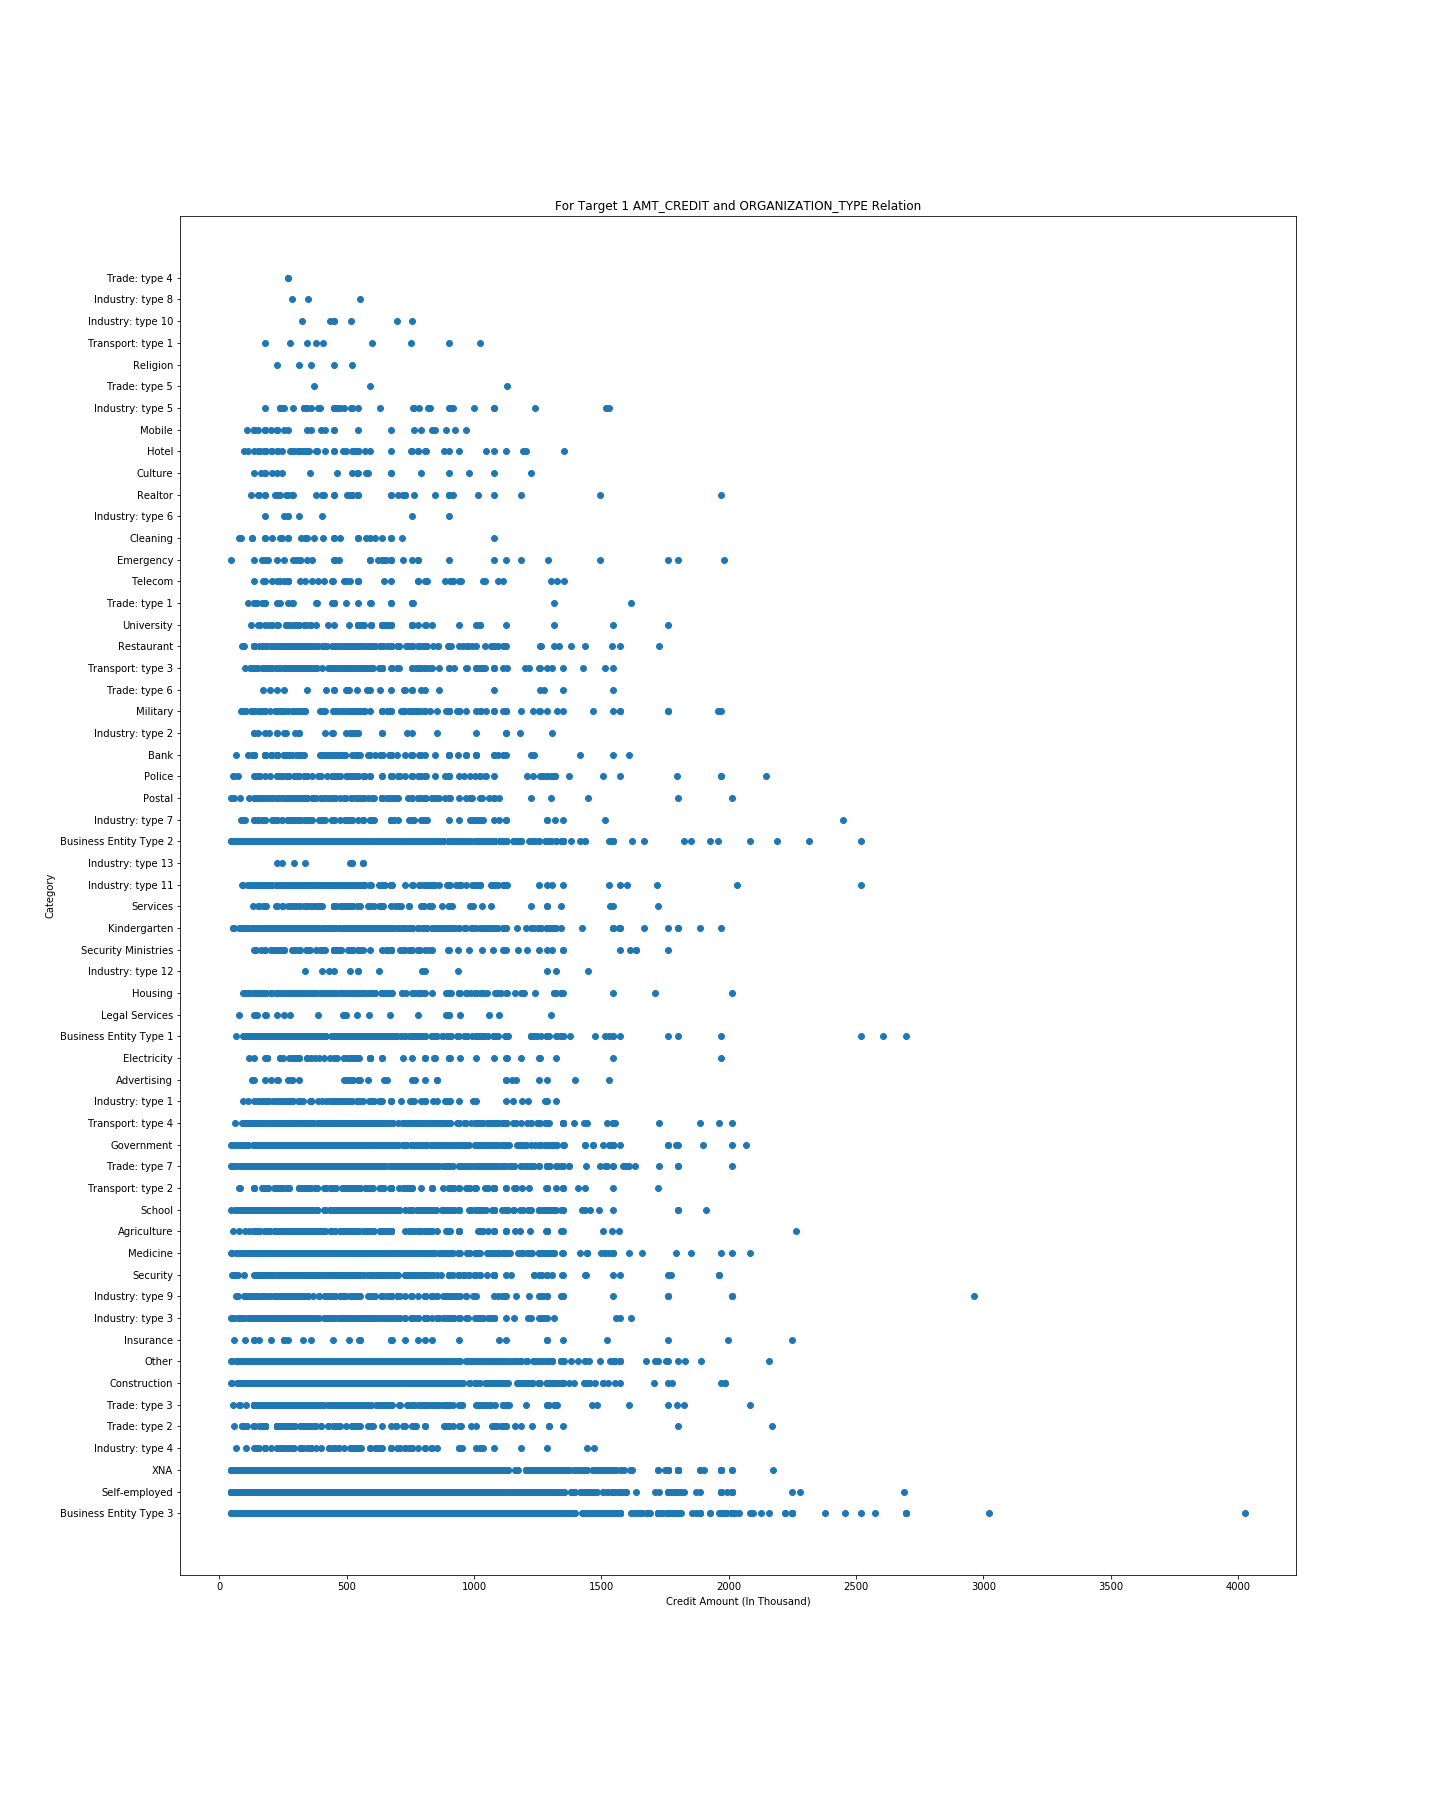 For Target 1 AMT_CREDIT and ORGANIZATION_TYPE Relation
Trade: type 4
Industry: type 8
Industry: type 10
Transport: type 1
Religion
Trade: type 5
Industry: type 5
Mobile
Hotel
Culture
Realtor
Industry: type 6
Cleaning
Emergency
Telecom
Trade: type 1
University
Restaurant
Transport: type 3
Trade: type 6
Military
Industry: type 2
Bank
Police
Postal
Industry: type 7
Business Entity Type 2
Industry: type 13
Industry: type 11
Services
Kindergarten
Security Ministries
Industry: type 12
Housing
Legal Services
Business Entity Type 1
Electricity
Advertising
Industry: type 1
Transport: type 4
Government
Trade: type 7
Transport: type 2
School
Agriculture
Medicine
Security
Industry: type 9
Industry: type 3
Insurance
Other
Construction
Trade: type 3
Trade: type 2
Industry: type 4
XNA
Self-employed
Business Entity Type 3
Category
0 500 1000 1500 2000 2500 3000 3500 4000
Credit Amount (In Thousand)